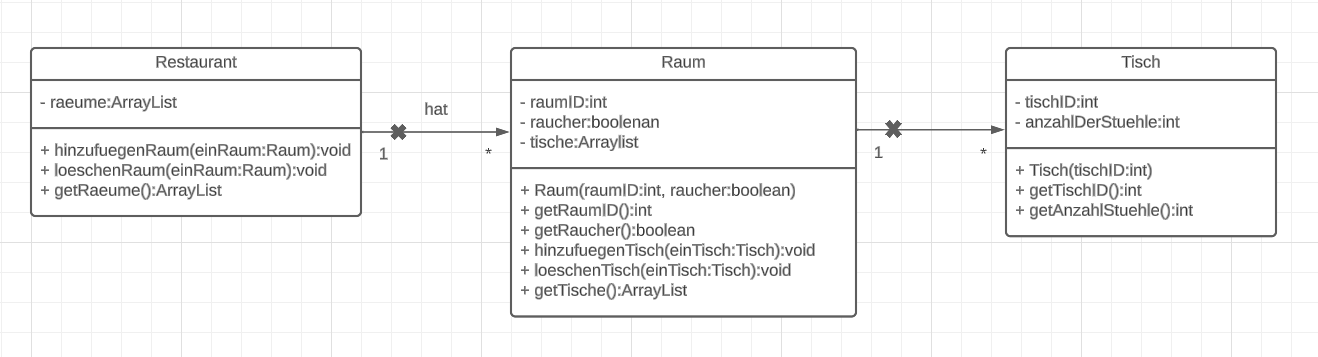 Restaurant
- raeume:ArrayList
+ hinzufuegenRaum(einRaum:Raum):void
+ loeschenRaum(einRaum:Raum):void
+ getRaeume():ArrayList
hat
1
*
Raum
- raumID:int
- raucher:boolenan
- tische:Arraylist
+ Raum(raumID:int, raucher:boolean)
+ getRaumID():int
+ getRaucher():boolean
+ hinzufuegenTisch(einTisch:Tisch):void
+ loeschenTisch(einTisch:Tisch):void
+ getTische():ArrayList
1
*
Tisch
- tischID:int
- anzahlDerStuehle:int
+ Tisch(tischID:int)
+ getTischID():int
+ getAnzahlStuehle():int